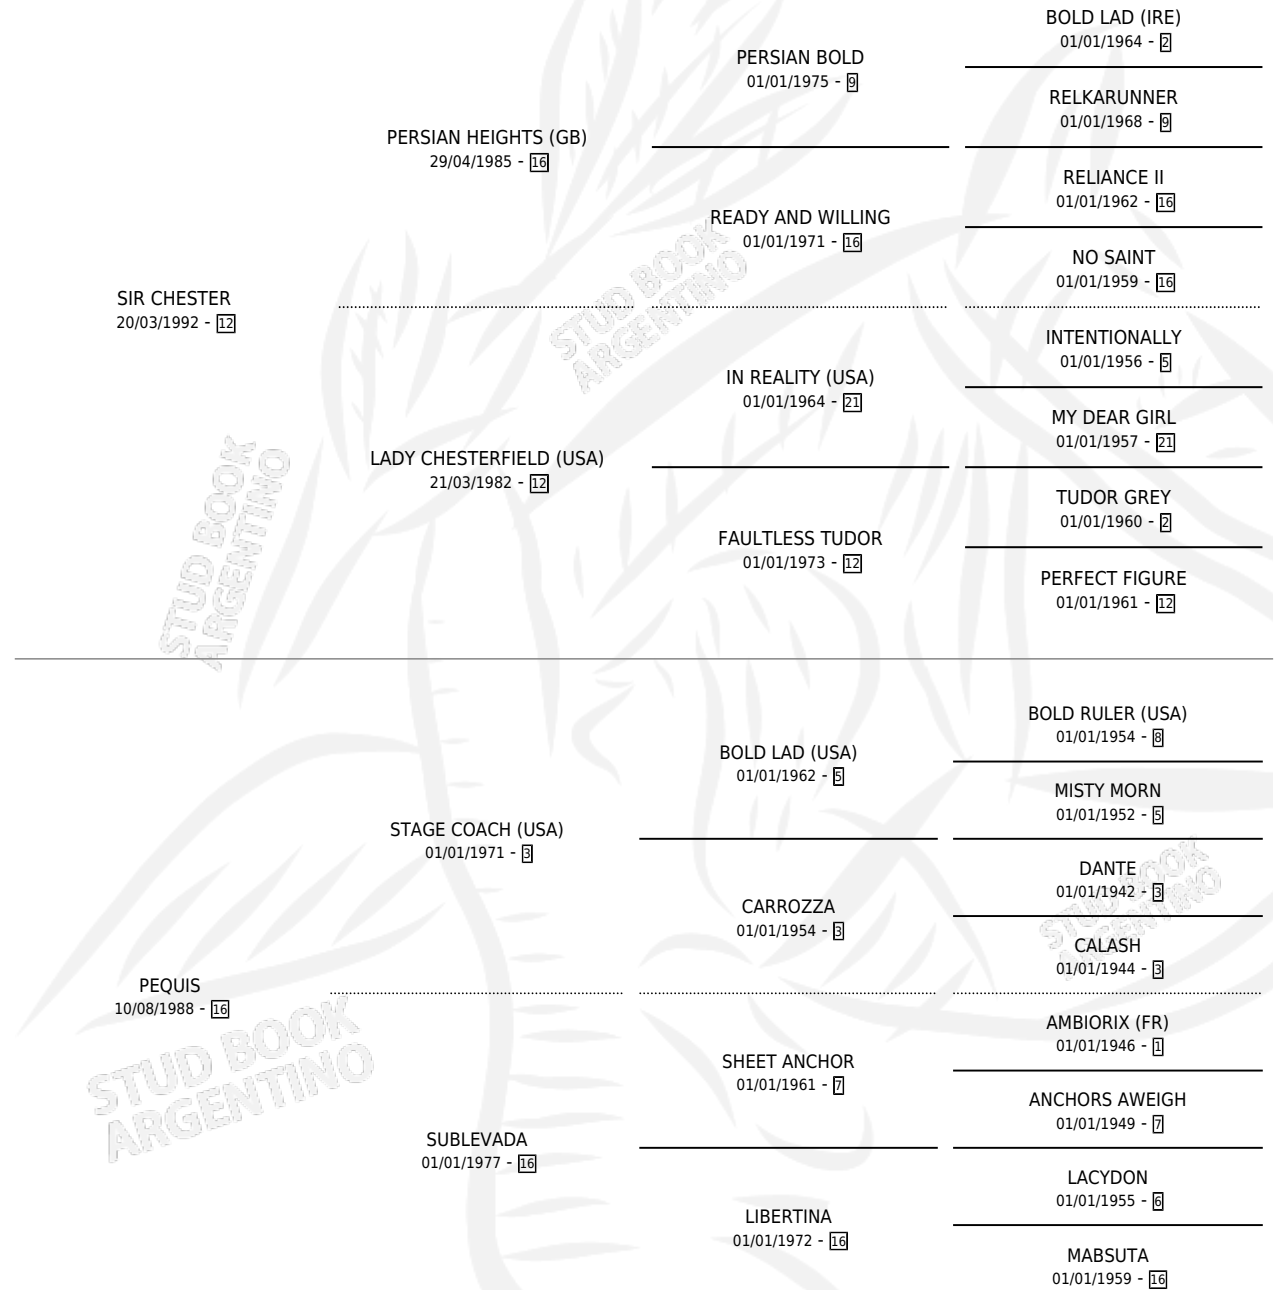 BOLD LAD (IRE)
01/01/1964 - 2
PERSIAN BOLD
01/01/1975 - 9
RELKARUNNER
01/01/1968 - 9
PERSIAN HEIGHTS (GB)
29/04/1985 - 16
RELIANCE II
01/01/1962 - 16
READY AND WILLING
01/01/1971 - 16
NO SAINT
01/01/1959 - 16
SIR CHESTER
20/03/1992 - 12
STUD BOOK
ARGENTINO
INTENTIONALLY
01/01/1956 - 5
IN REALITY (USA)
01/01/1964 - 21
MY DEAR GIRL
01/01/1957 - 21
LADY CHESTERFIELD (USA)
21/03/1982 - 12
TUDOR GREY
01/01/1960 - 2
FAULTLESS TUDOR
01/01/1973 - 12
PERFECT FIGURE
01/01/1961 - 12
STUD BOOK
ARGENTINO
BOLD RULER (USA)
01/01/1954 - 8
BOLD LAD (USA)
01/01/1962 - 5
MISTY MORN
01/01/1952 - 5
STAGE COACH (USA)
01/01/1971 - 3
DANTE
01/01/1942 - 3
CARROZZA
01/01/1954 - 3
CALASH
01/01/1944 - 3
STUD BOOK
ARGENTINO
PEQUIS
10/08/1988 - 16
AMBIORIX (FR)
01/01/1946 - 1
SHEET ANCHOR
01/01/1961 - 7
ANCHORS AWEIGH
01/01/1949 - 7
STUD BOOK
ARGENTINO
SUBLEVADA
01/01/1977 - 16
LACYDON
01/01/1955 - 6
LIBERTINA
01/01/1972 - 16
MABSUTA
01/01/1959 - 16